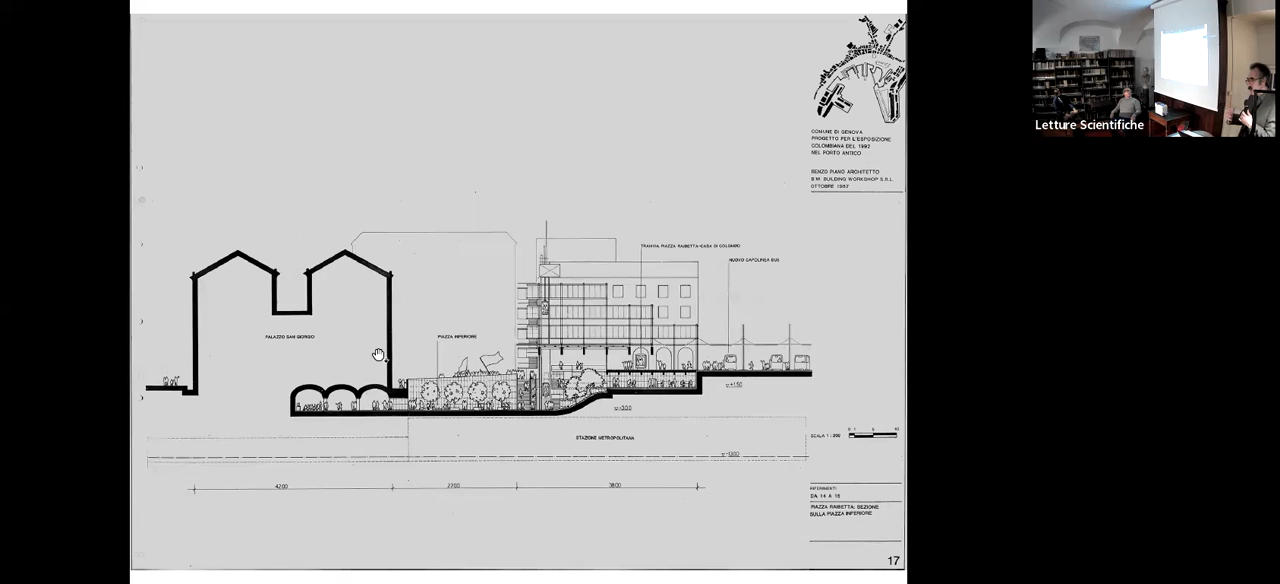 Letture Scientifiche
COMUNE DI GENOVA
PROGETTO PER L'ESPOSIZIONE
COLOMBIANA DEL 1992
NEL PORTO ANTICO
RENZO PIANO ARCHITETTO
B.W. BUILDING WORKSHOP S.R.L.
OTTOBRE 1987
TRANVIA PIAZZA RAIBETTA-CASA DI COLOMBO
NUOVO CAPOLINEA BUS
PALAZZO SAN GIORGIO
PIAZZA INFERIORE
STAZIONE METROPOLITANA
SCALA 1:200
4200
2700
3800
RIFERIMENTI
DA 14 A 16
PIAZZA RAIBETTA: SEZIONE
SULLA PIAZZA INFERIORE
17